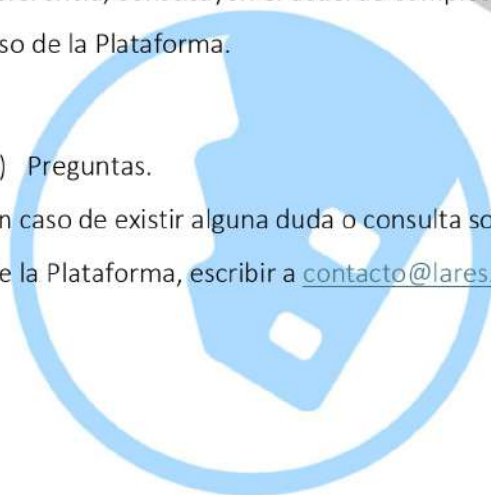 so de la Plataforma.
) Preguntas.
n caso de existir alguna duda o consulta so
e la Plataforma, escribir a contacto@lares.